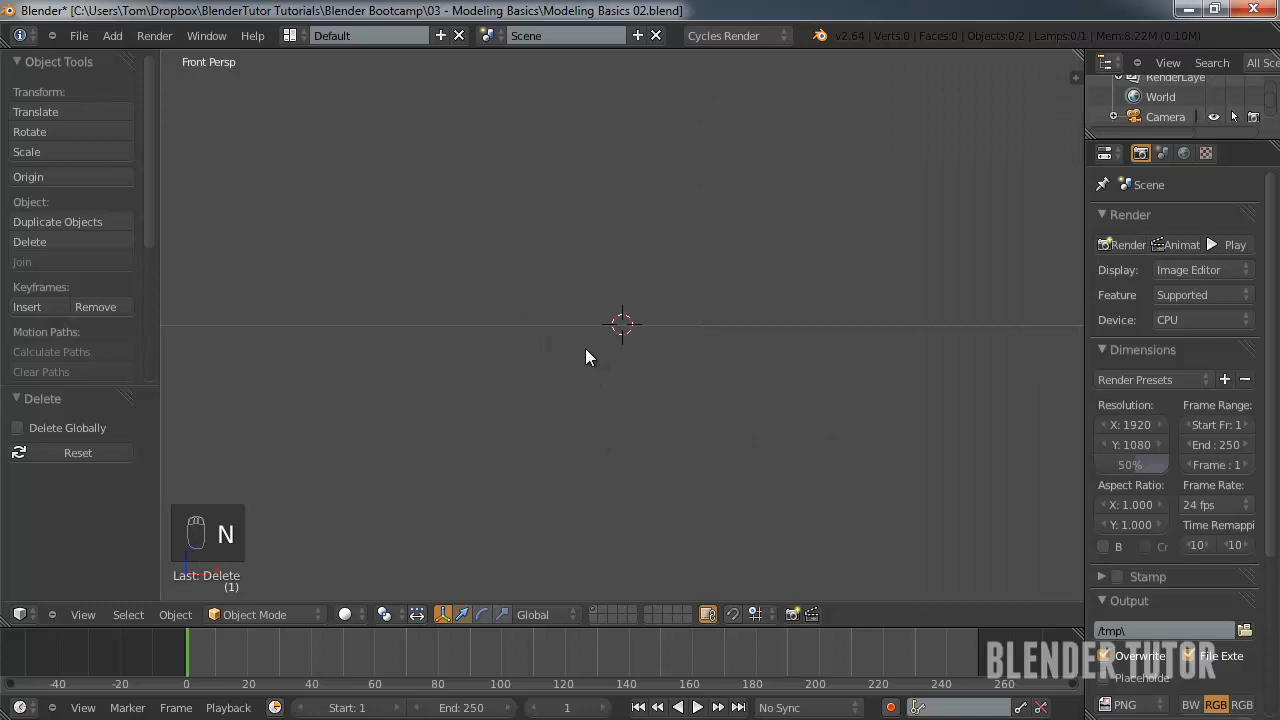 Blender* [C:\Users\Tom\Dropbox\BlenderTutor Tutorials\Blender Bootcamp\03 - Modeling Basics\Modeling Basics 02.blend]
File Add Render Window Help Default Scene Cycles Render v2.64 | Verts:0 | Faces:0 | Objects:0/2 | Lamps:0/1 | Mem:8.22M (0.10M)
View Search All Sce
RenderLaye
World
Camera
Object Tools
Transform:
Translate
Rotate
Scale
Origin
Object:
Duplicate Objects
Delete
Join
Keyframes:
Insert Remove
Motion Paths:
Calculate Paths
Clear Paths
Delete
Delete Globally
Reset
Front Persp
N
Last: Delete
(1)
View Select Object Object Mode Global
Scene
Render
Render Animat Play
Display: Image Editor
Feature Supported
Device: CPU
Dimensions
Render Presets
Resolution: Frame Range:
X: 1920 Start Fr: 1
Y: 1080 End : 250
50% Frame : 1
Aspect Ratio: Frame Rate:
X: 1.000 24 fps
Y: 1.000 Time Remappi
B Cr 10 10
Stamp
Output
/tmp\
Overwrite File Exte
Placeholde
PNG BW RGB RGB
BLENDER TUTOR
-40 -20 0 20 40 60 80 100 120 140 160 180 200 220 240 260
View Marker Frame Playback Start: 1 End: 250 1 No Sync